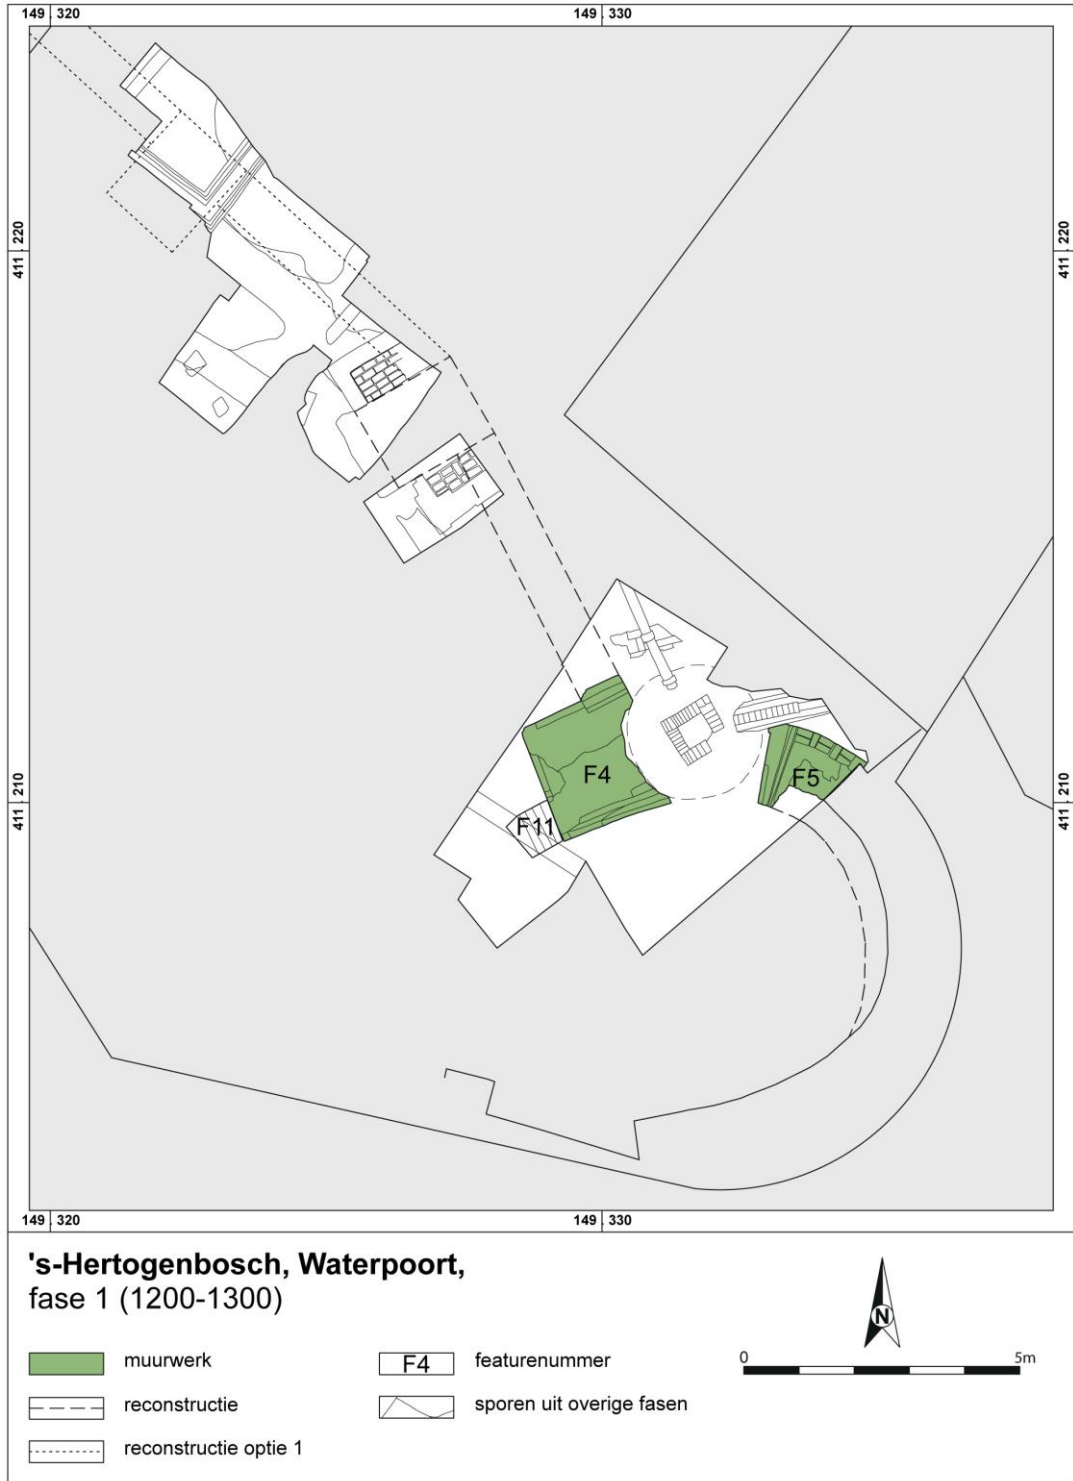 149.320
149.330
411.220
411.220
411.210
411.210
F4
F5
F11
149.320
149.330
's-Hertogenbosch, Waterpoort,
fase 1 (1200-1300)
N
muurwerk
F4
featurenummer
0
5m
reconstructie
sporen uit overige fasen
reconstructie optie 1